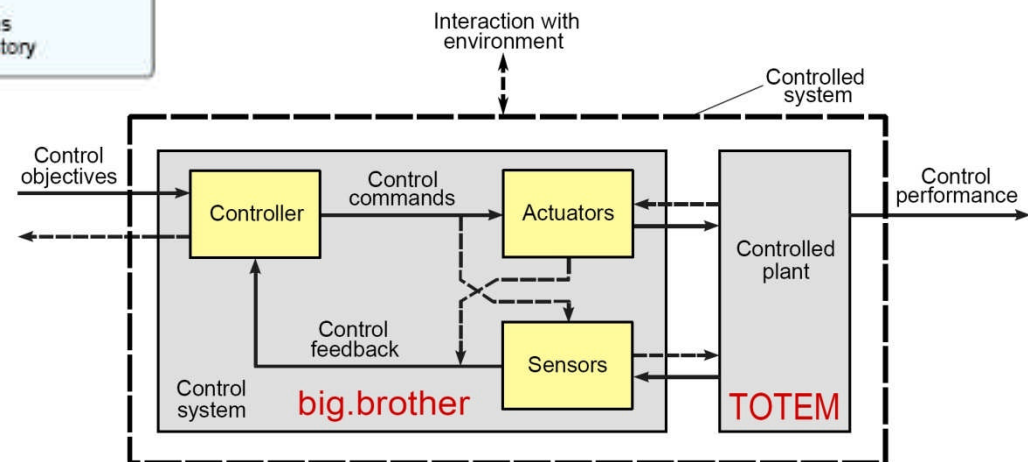 Interaction with
environment
Controlled
system
Control
objectives
Controller
Control
commands
Actuators
Control
performance
Controlled
plant
Control
feedback
Sensors
Control
system
big.brother
TOTEM